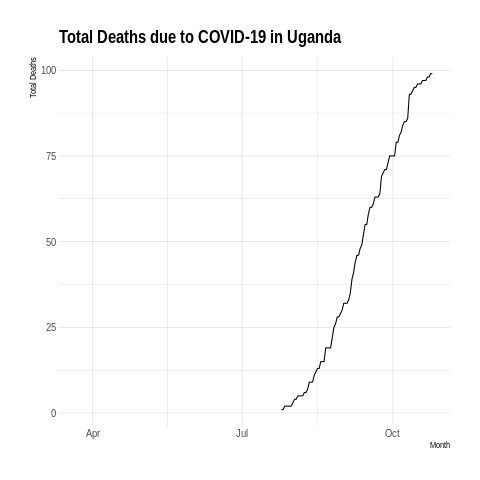 Total Deaths due to COVID-19 in Uganda
Total Deaths
100
75
50
25
0
Apr Jul Oct
Month